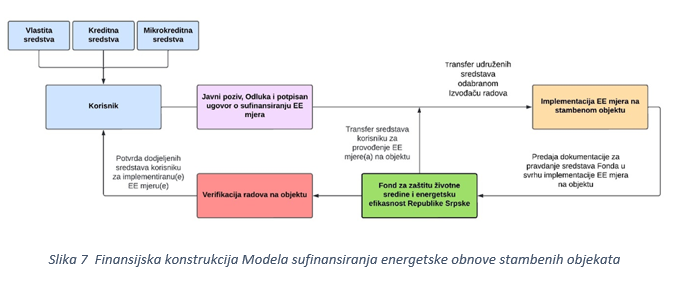 Vlastita
sredstva
Kreditna
sredstva
Mikrokreditna
sredstva
Korisnik
Javni poziv, Odluka i potpisan
ugovor o sufinansiranju EE
mjera
Transfer udruženih
sredstava
odabranom
Izvođaču radova
Implementacija EE mjera na
stambenom objektu
Transfer sredstava
korisniku za
provođenje EE
mjere(a) na objektu
Potvrda dodjeljenih
sredstava korisniku
za implementiranu(e)
EE mjeru(e)
Verifikacija radova na objektu
Fond za zaštitu životne
sredine i energetsku
efikasnost Republike Srpske
Predaja dokumentacije za
pravdanje sredstava Fonda u
svrhu implementacije EE mjera
na objektu
Slika 7 Finansijska konstrukcija Modela sufinansiranja energetske obnove stambenih objekata